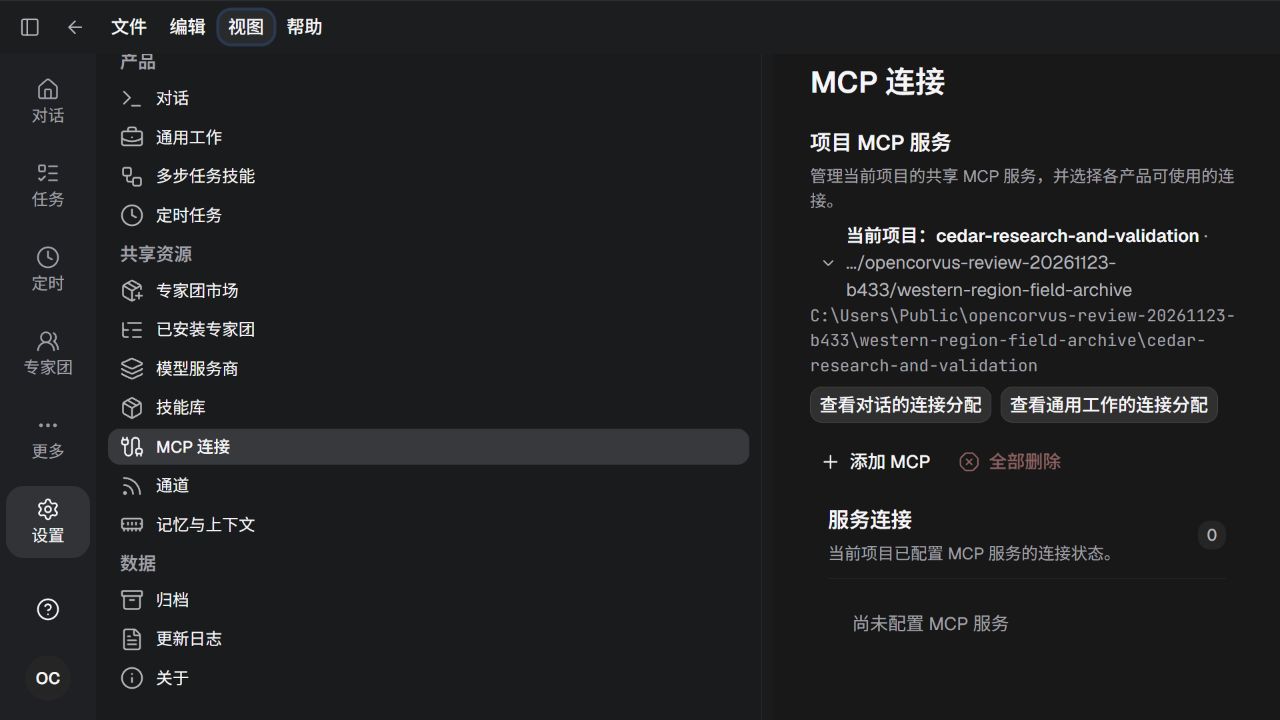 文件 编辑 视图 帮助
对话
任务
定时
专家团
更多
设置
OC
产品
对话
通用工作
多步任务技能
定时任务
共享资源
专家团市场
已安装专家团
模型服务商
技能库
MCP 连接
通道
记忆与上下文
数据
归档
更新日志
关于
MCP 连接
项目 MCP 服务
管理当前项目的共享 MCP 服务，并选择各产品可使用的连
接。
当前项目：cedar-research-and-validation ·
…/opencorvus-review-20261123-
b433/western-region-field-archive
C:\Users\Public\opencorvus-review-20261123-
b433\western-region-field-archive\cedar-
research-and-validation
查看对话的连接分配 查看通用工作的连接分配
添加 MCP 全部删除
服务连接
0
当前项目已配置 MCP 服务的连接状态。
尚未配置 MCP 服务